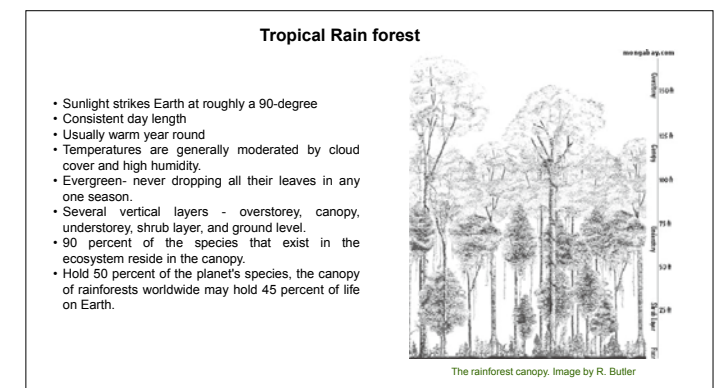 Tropical Rain forest
• Sunlight strikes Earth at roughly a 90-degree
• Consistent day length
• Usually warm year round
• Temperatures are generally moderated by cloud
cover and high humidity.
• Evergreen- never dropping all their leaves in any
one season.
• Several vertical layers - overstorey, canopy,
understorey, shrub layer, and ground level.
• 90 percent of the species that exist in the
ecosystem reside in the canopy.
• Hold 50 percent of the planet's species, the canopy
of rainforests worldwide may hold 45 percent of life
on Earth.
mongabay.com
150 ft
Canopy
100 ft
75 ft
50 ft
Shrub Layer
25 ft
The rainforest canopy. Image by R. Butler